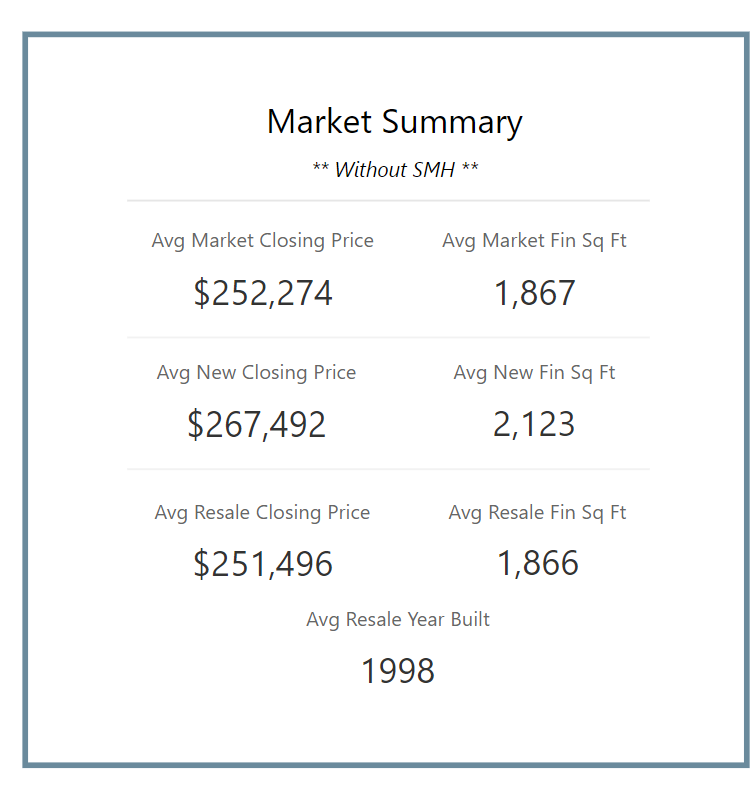 Market Summary
** Without SMH **
Avg Market Closing Price Avg Market Fin Sq Ft
$252,274 1,867
Avg New Closing Price Avg New Fin Sq Ft
$267,492 2,123
Avg Resale Closing Price Avg Resale Fin Sq Ft
$251,496 1,866
Avg Resale Year Built
1998